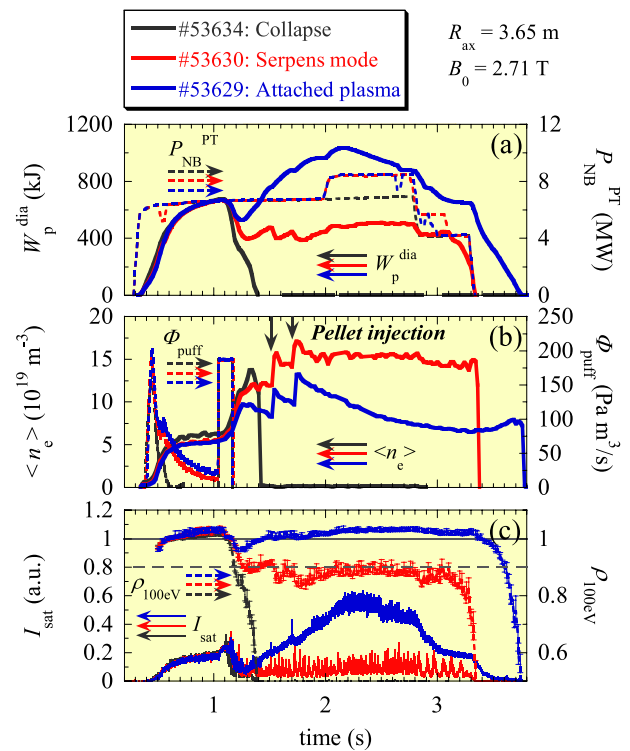 #53634: Collapse
#53630: Serpens mode
#53629: Attached plasma
R_ax = 3.65 m
B_0 = 2.71 T
1200
800
400
0
W_p^dia (kJ)
P_NB^PT
(a)
W_p^dia
12
10
8
6
4
2
0
P_NB^PT (MW)
20
15
10
5
0
<n_e> (10^19 m^-3)
Φ_puff
Pellet injection
(b)
<n_e>
250
200
150
100
50
0
Φ_puff (Pa m^3/s)
1.2
1
0.8
0.6
0.4
0.2
0
I_sat (a.u.)
(c)
ρ_100eV
I_sat
1
0.8
0.6
ρ_100eV
1
2
3
time (s)